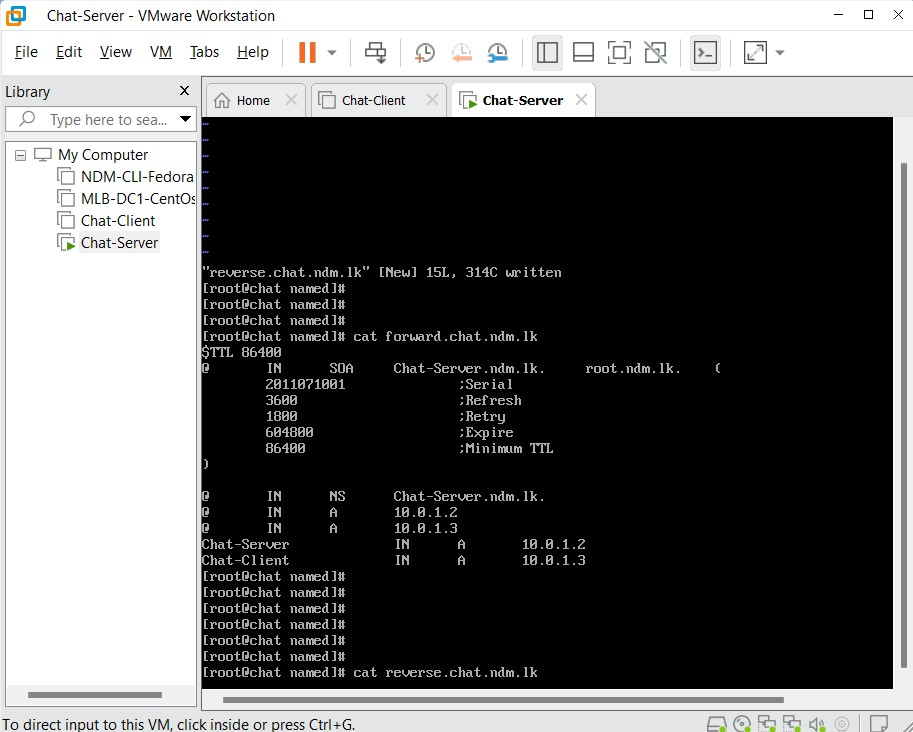 Chat-Server - VMware Workstation
File Edit View VM Tabs Help
Library
Home
Chat-Client
Chat-Server
Type here to sea...
My Computer
NDM-CLI-Fedora
MLB-DC1-CentOs
Chat-Client
Chat-Server
~
~
~
~
~
~
~
~
~
"reverse.chat.ndm.lk" [New] 15L, 314C written
[root@chat named]#
[root@chat named]#
[root@chat named]#
[root@chat named]# cat forward.chat.ndm.lk
$TTL 86400
@ IN SOA Chat-Server.ndm.lk. root.ndm.lk. (
2011071001 ;Serial
3600 ;Refresh
1800 ;Retry
604800 ;Expire
86400 ;Minimum TTL
)
@ IN NS Chat-Server.ndm.lk.
@ IN A 10.0.1.2
@ IN A 10.0.1.3
Chat-Server IN A 10.0.1.2
Chat-Client IN A 10.0.1.3
[root@chat named]#
[root@chat named]#
[root@chat named]#
[root@chat named]#
[root@chat named]#
[root@chat named]#
[root@chat named]# cat reverse.chat.ndm.lk
To direct input to this VM, click inside or press Ctrl+G.